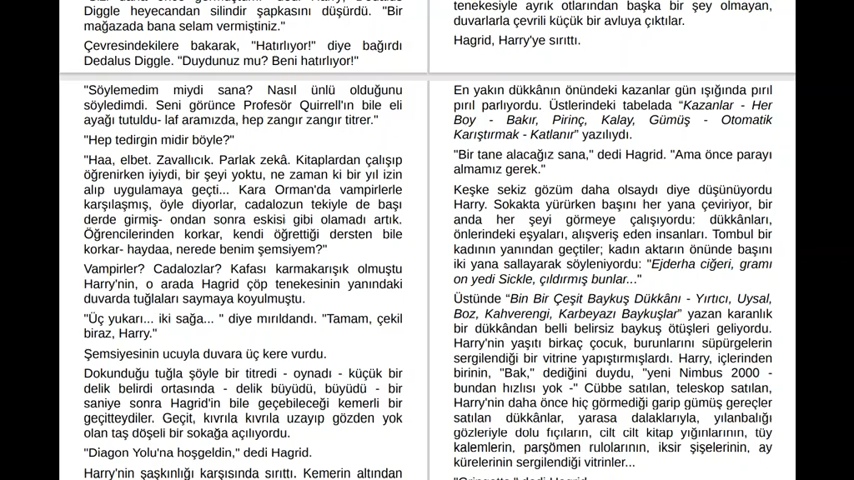 Diggle heyecandan silindir şapkasını düşürdü. "Bir
mağazada bana selam vermiştiniz."
Çevresindekilere bakarak, "Hatırlıyor!" diye bağırdı
Dedalus Diggle. "Duydunuz mu? Beni hatırlıyor!"
"Söylemedim miydi sana? Nasıl ünlü olduğunu
söyledimdi. Seni görünce Profesör Quirrell'ın bile eli
ayağı tutuldu- laf aramızda, hep zangır zangır titrer."
"Hep tedirgin midir böyle?"
"Haa, elbet. Zavallıcık. Parlak zekâ. Kitaplardan çalışıp
öğrenirken iyiydi, bir şeyi yoktu, ne zaman ki bir yıl izin
alıp uygulamaya geçti... Kara Orman'da vampirlerle
karşılaşmış, öyle diyorlar, cadalozun tekiyle de başı
derde girmiş- ondan sonra eskisi gibi olamadı artık.
Öğrencilerinden korkar, kendi öğrettiği dersten bile
korkar- haydaa, nerede benim şemsiyem?"
Vampirler? Cadalozlar? Kafası karmakarışık olmuştu
Harry'nin, o arada Hagrid çöp tenekesinin yanındaki
duvarda tuğlaları saymaya koyulmuştu.
"Üç yukarı... iki sağa... " diye mırıldandı. "Tamam, çekil
biraz, Harry."
Şemsiyesinin ucuyla duvara üç kere vurdu.
Dokunduğu tuğla şöyle bir titredi - oynadı - küçük bir
delik belirdi ortasında - delik büyüdü, büyüdü - bir
saniye sonra Hagrid'in bile geçebileceği kemerli bir
geçitteydiler. Geçit, kıvrıla kıvrıla uzayıp gözden yok
olan taş döşeli bir sokağa açılıyordu.
"Diagon Yolu'na hoşgeldin," dedi Hagrid.
Harry'nin şaşkınlığı karşısında sırıttı. Kemerin altından
tenekesiyle ayrık otlarından başka bir şey olmayan,
duvarlarla çevrili küçük bir avluya çıktılar.
Hagrid, Harry'ye sırıttı.
En yakın dükkânın önündeki kazanlar gün ışığında pırıl
pırıl parlıyordu. Üstlerindeki tabelada “Kazanlar - Her
Boy - Bakır, Pirinç, Kalay, Gümüş - Otomatik
Karıştırmak - Katlanır” yazılıydı.
"Bir tane alacağız sana," dedi Hagrid. "Ama önce parayı
almamız gerek."
Keşke sekiz gözüm daha olsaydı diye düşünüyordu
Harry. Sokakta yürürken başını her yana çeviriyor, bir
anda her şeyi görmeye çalışıyordu: dükkânları,
önlerindeki eşyaları, alışveriş eden insanları. Tombul bir
kadının yanından geçtiler; kadın aktarın önünde başını
iki yana sallayarak söyleniyordu: "Ejderha ciğeri, gramı
on yedi Sickle, çıldırmış bunlar..."
Üstünde “Bin Bir Çeşit Baykuş Dükkânı - Yırtıcı, Uysal,
Boz, Kahverengi, Karbeyazı Baykuşlar” yazan karanlık
bir dükkandan belli belirsiz baykuş ötüşleri geliyordu.
Harry'nin yaşıtı birkaç çocuk, burunlarını süpürgelerin
sergilendiği bir vitrine yapıştırmışlardı. Harry, içlerinden
birinin, "Bak," dediğini duydu, "yeni Nimbus 2000 -
bundan hızlısı yok -" Cübbe satılan, teleskop satılan,
Harry'nin daha önce hiç görmediği garip gümüş gereçler
satılan dükkânlar, yarasa dalaklarıyla, yılanbalığı
gözleriyle dolu fıçıların, cilt cilt kitap yığınlarının, tüy
kalemlerin, parşömen rulolarının, iksir şişelerinin, ay
kürelerinin sergilendiği vitrinler...